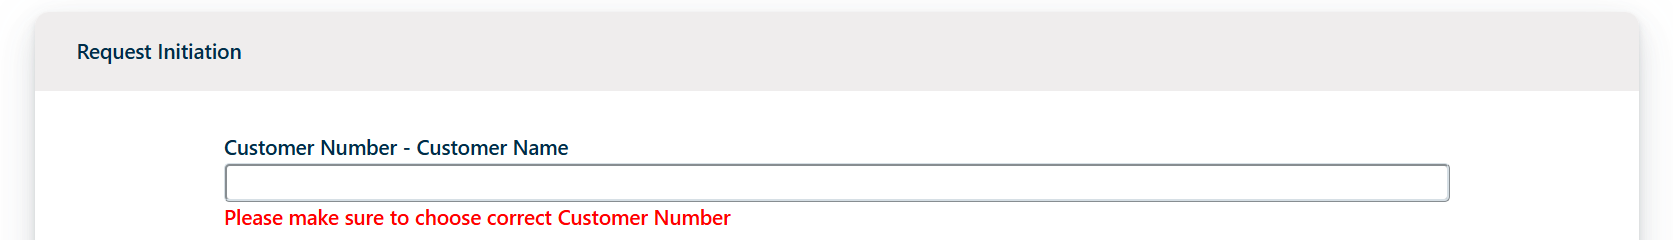 Request Initiation
Customer Number - Customer Name
Please make sure to choose correct Customer Number